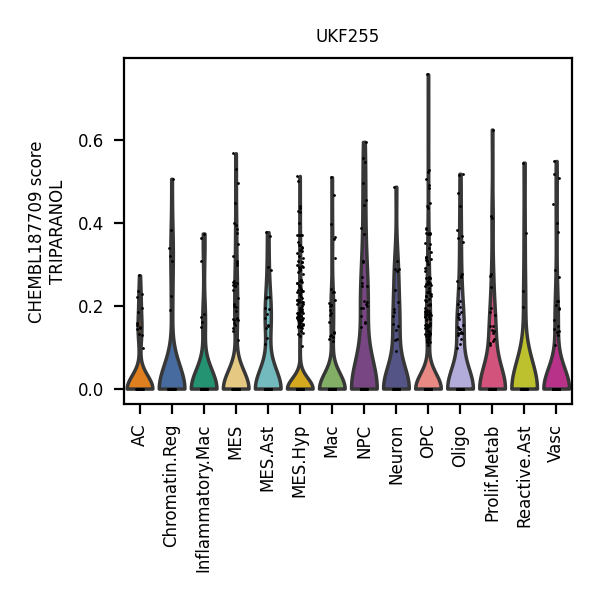 UKF255
CHEMBL187709 score
TRIPARANOL
0.6
0.4
0.2
0.0
AC
Chromatin.Reg
Inflammatory.Mac
MES
MES.Ast
MES.Hyp
Mac
NPC
Neuron
OPC
Oligo
Prolif.Metab
Reactive.Ast
Vasc